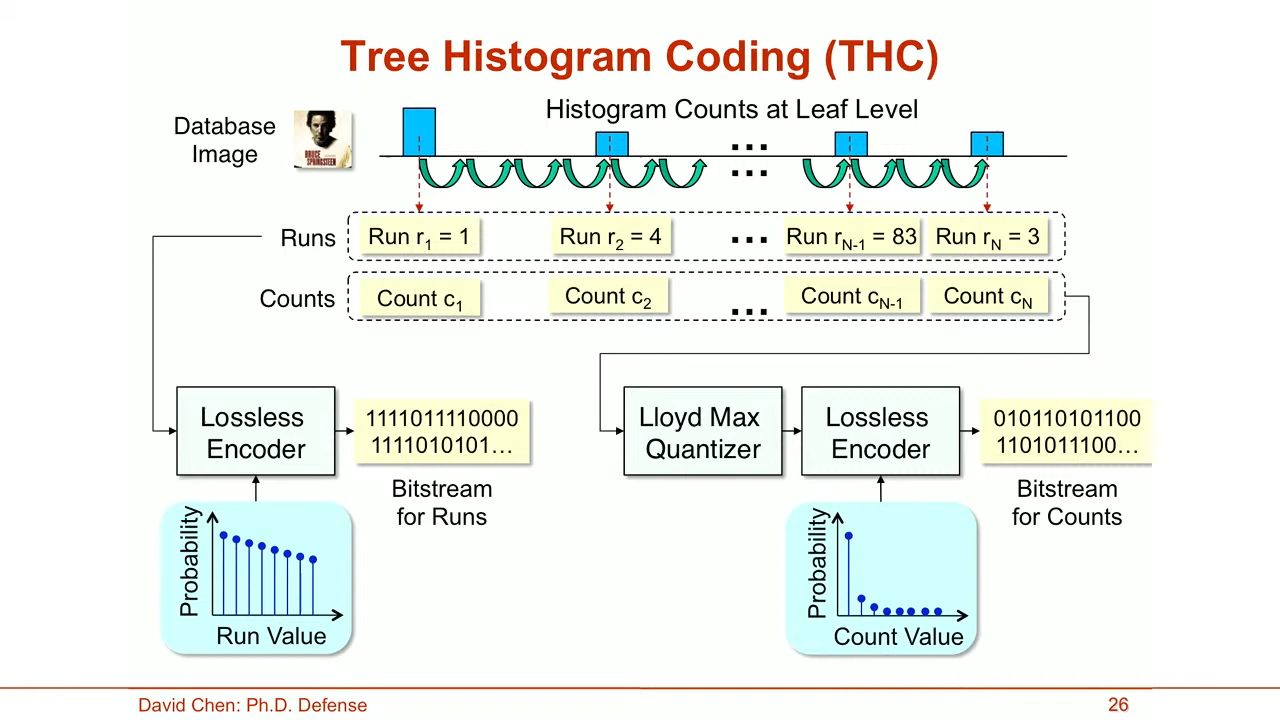 Tree Histogram Coding (THC)
Histogram Counts at Leaf Level
Database
Image
BRUCE
SPRINGSTEEN
...
...
Runs
Run r1 = 1
Run r2 = 4
...
Run rN-1 = 83
Run rN = 3
Counts
Count c1
Count c2
...
Count cN-1
Count cN
Lossless
Encoder
1111011110000
1111010101...
Bitstream
for Runs
Probability
Run Value
Lloyd Max
Quantizer
Lossless
Encoder
010110101100
1101011100...
Bitstream
for Counts
Probability
Count Value
David Chen: Ph.D. Defense
26